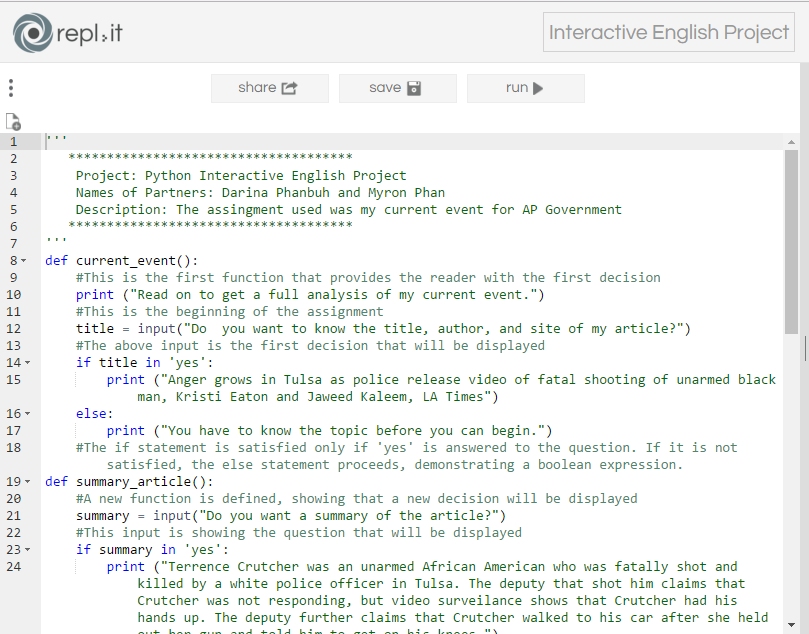 repl.it
Interactive English Project
share
save
run
1 '''
2 *************************************
3 Project: Python Interactive English Project
4 Names of Partners: Darina Phanbuh and Myron Phan
5 Description: The assingment used was my current event for AP Government
6 *************************************
7 '''
8 def current_event():
9 #This is the first function that provides the reader with the first decision
10 print ("Read on to get a full analysis of my current event.")
11 #This is the beginning of the assignment
12 title = input("Do  you want to know the title, author, and site of my article?")
13 #The above input is the first decision that will be displayed
14 if title in 'yes':
15 print ("Anger grows in Tulsa as police release video of fatal shooting of unarmed black
man, Kristi Eaton and Jaweed Kaleem, LA Times")
16 else:
17 print ("You have to know the topic before you can begin.")
18 #The if statement is satisfied only if 'yes' is answered to the question. If it is not
satisfied, the else statement proceeds, demonstrating a boolean expression.
19 def summary_article():
20 #A new function is defined, showing that a new decision will be displayed
21 summary = input("Do you want a summary of the article?")
22 #This input is showing the question that will be displayed
23 if summary in 'yes':
24 print ("Terrence Crutcher was an unarmed African American who was fatally shot and
killed by a white police officer in Tulsa. The deputy that shot him claims that
Crutcher was not responding, but video surveilance shows that Crutcher had his
hands up. The deputy further claims that Crutcher walked to his car after she held
out her gun and told him to get on his knees.")